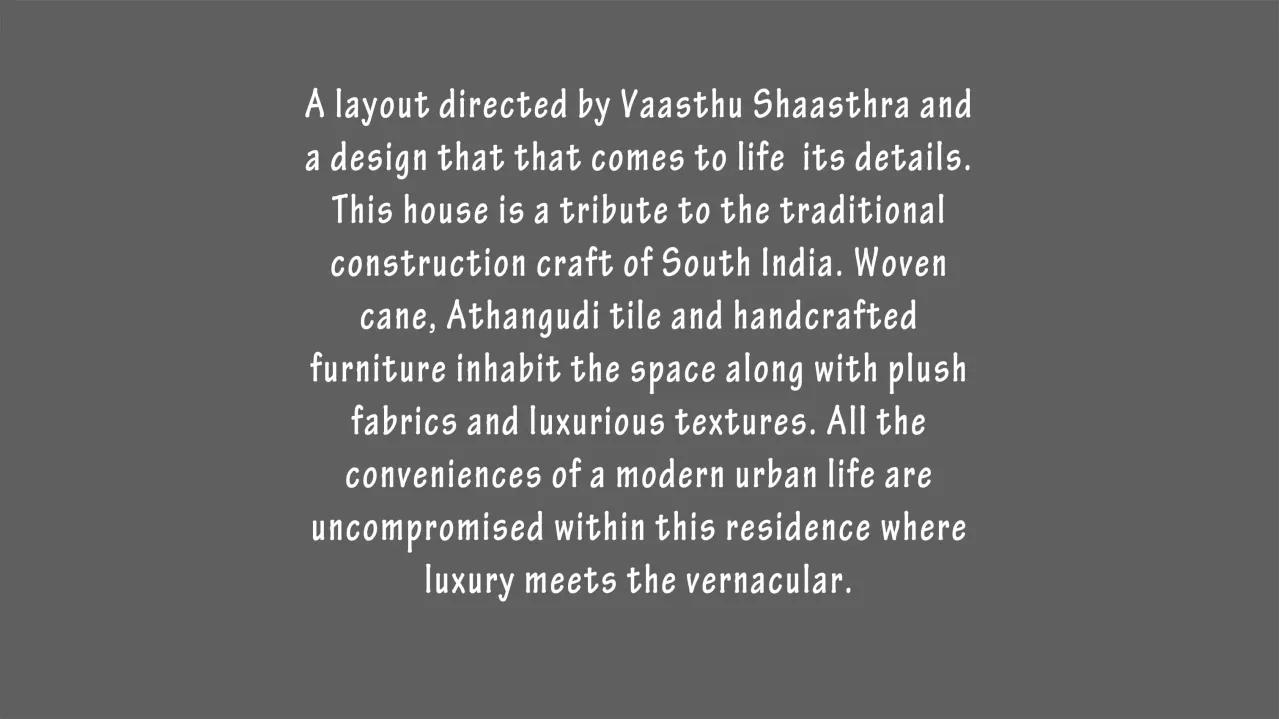 A layout directed by Vaasthu Shaasthra and
a design that that comes to life its details.
This house is a tribute to the traditional
construction craft of South India. Woven
cane, Athangudi tile and handcrafted
furniture inhabit the space along with plush
fabrics and luxurious textures. All the
conveniences of a modern urban life are
uncompromised within this residence where
luxury meets the vernacular.